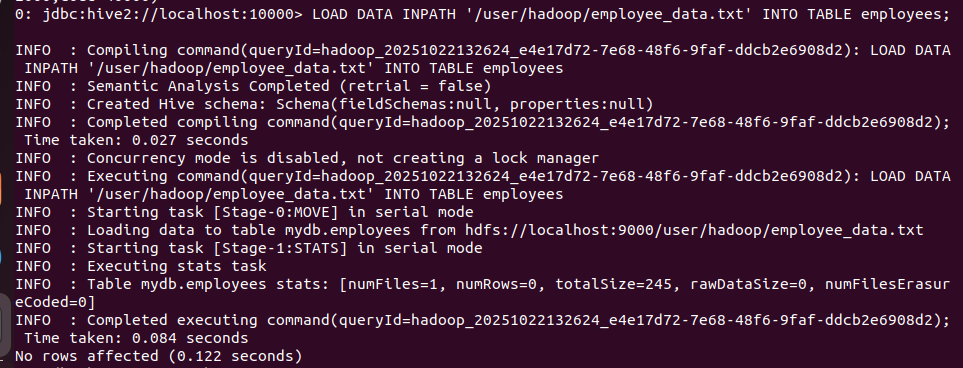 0: jdbc:hive2://localhost:10000> LOAD DATA INPATH '/user/hadoop/employee_data.txt' INTO TABLE employees;
INFO  : Compiling command(queryId=hadoop_20251022132624_e4e17d72-7e68-48f6-9faf-ddcb2e6908d2): LOAD DATA
 INPATH '/user/hadoop/employee_data.txt' INTO TABLE employees
INFO  : Semantic Analysis Completed (retrial = false)
INFO  : Created Hive schema: Schema(fieldSchemas:null, properties:null)
INFO  : Completed compiling command(queryId=hadoop_20251022132624_e4e17d72-7e68-48f6-9faf-ddcb2e6908d2);
 Time taken: 0.027 seconds
INFO  : Concurrency mode is disabled, not creating a lock manager
INFO  : Executing command(queryId=hadoop_20251022132624_e4e17d72-7e68-48f6-9faf-ddcb2e6908d2): LOAD DATA
 INPATH '/user/hadoop/employee_data.txt' INTO TABLE employees
INFO  : Starting task [Stage-0:MOVE] in serial mode
INFO  : Loading data to table mydb.employees from hdfs://localhost:9000/user/hadoop/employee_data.txt
INFO  : Starting task [Stage-1:STATS] in serial mode
INFO  : Executing stats task
INFO  : Table mydb.employees stats: [numFiles=1, numRows=0, totalSize=245, rawDataSize=0, numFilesErasur
eCoded=0]
INFO  : Completed executing command(queryId=hadoop_20251022132624_e4e17d72-7e68-48f6-9faf-ddcb2e6908d2);
 Time taken: 0.084 seconds
No rows affected (0.122 seconds)